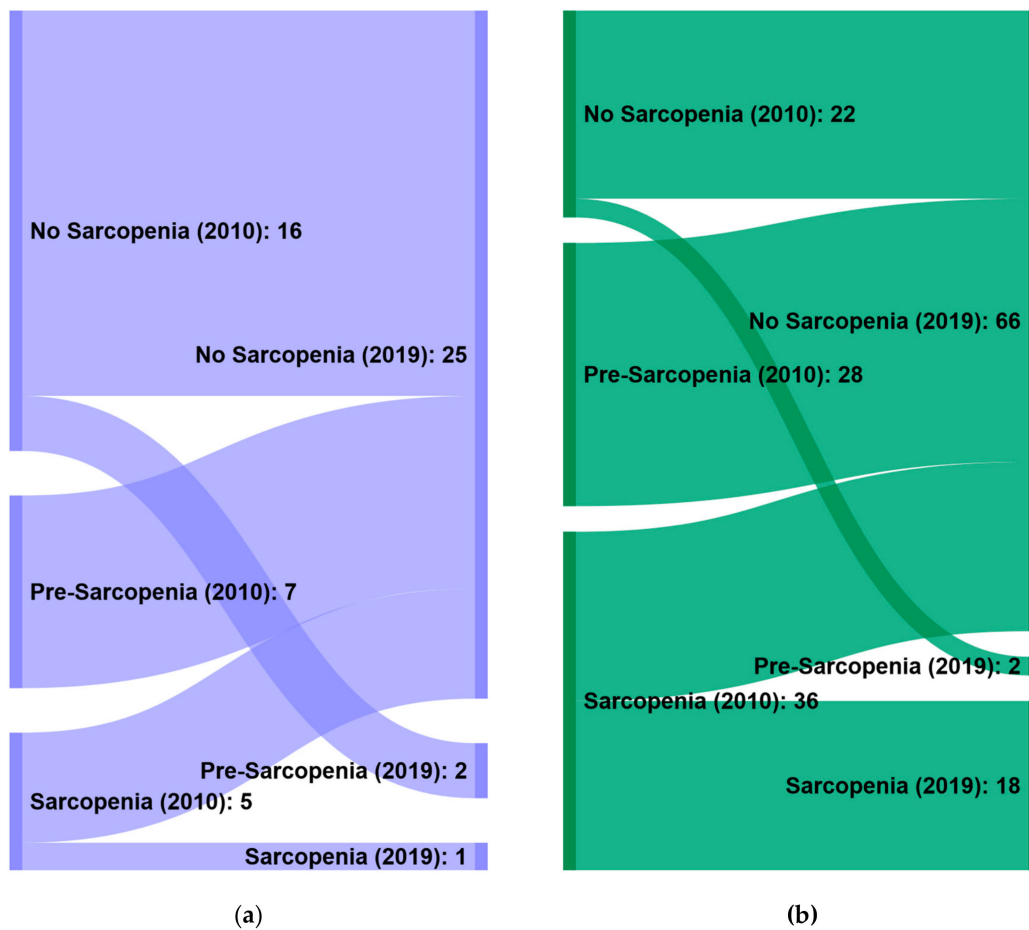 No Sarcopenia (2010): 16
No Sarcopenia (2019): 25
Pre-Sarcopenia (2010): 7
Pre-Sarcopenia (2019): 2
Sarcopenia (2010): 5
Sarcopenia (2019): 1
(a)
No Sarcopenia (2010): 22
No Sarcopenia (2019): 66
Pre-Sarcopenia (2010): 28
Pre-Sarcopenia (2019): 2
Sarcopenia (2010): 36
Sarcopenia (2019): 18
(b)